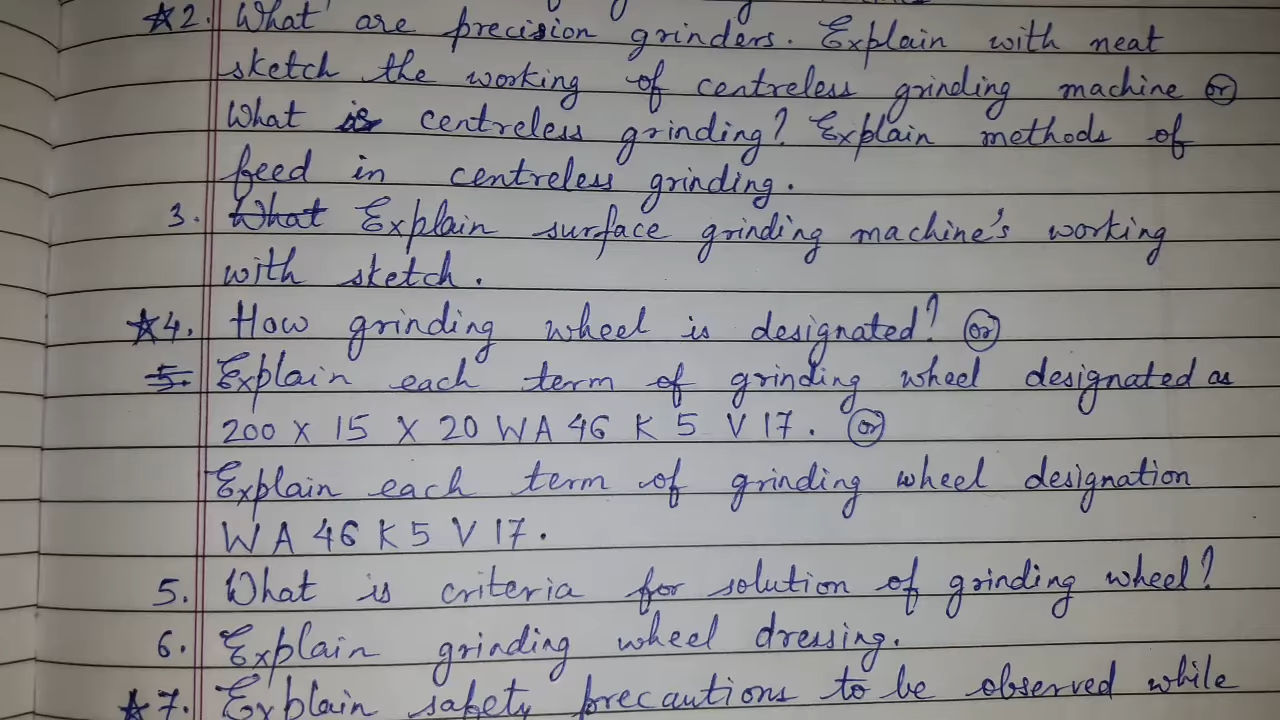 ★2. What are precision grinders. Explain with neat
sketch the working of centreless grinding machine (or)
What is centreless grinding? Explain methods of
feed in centreless grinding.
3. What Explain surface grinding machine's working
with sketch.
★4. How grinding wheel is designated? (or)
5. Explain each term of grinding wheel designated as
200 X 15 X 20 WA 46 K 5 V 17. (or)
Explain each term of grinding wheel designation
WA 46 K 5 V 17.
5. What is criteria for solution of grinding wheel?
6. Explain grinding wheel dressing.
★7. Explain safety precautions to be observed while